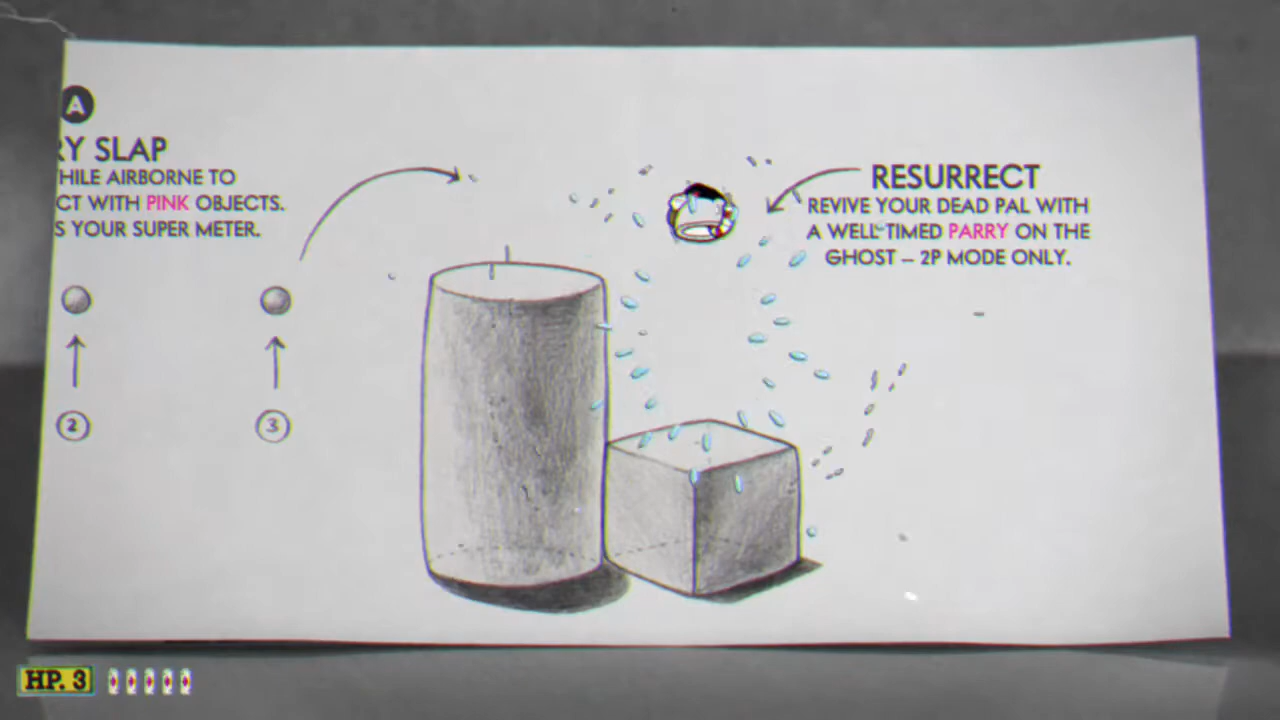 A
RY SLAP
HILE AIRBORNE TO
CT WITH PINK OBJECTS.
S YOUR SUPER METER.
2
3
RESURRECT
REVIVE YOUR DEAD PAL WITH
A WELL-TIMED PARRY ON THE
GHOST – 2P MODE ONLY.
HP. 3